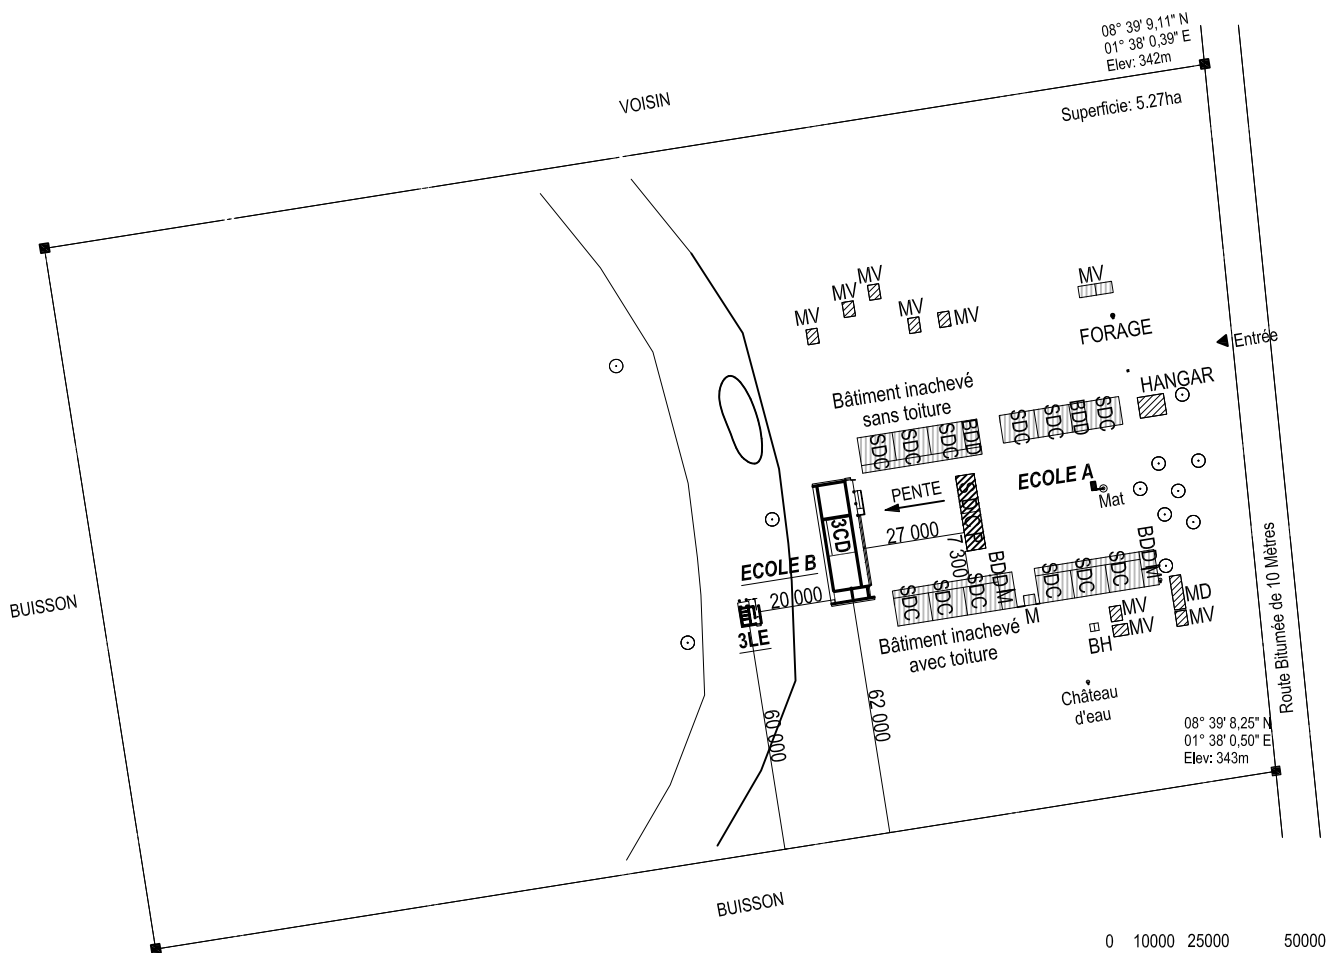 08° 39' 9,11" N
01° 38' 0,39" E
Elev: 342m
VOISIN
Superficie: 5.27ha
MV
MV
MV
MV
MV
MV
FORAGE
Entrée
HANGAR
Bâtiment inachevé
sans toiture
SDC
SDC
SDC
BDD
SDC
SDC
BDD
SDC
ECOLE A
Mat
PENTE
27 000
7 300
3CD
ECOLE B
20 000
3LE
BUISSON
SDC
SDC
SDC
BDD
M
SDC
SDC
SDC
BDD
M
M
MD
MV
MV
MV
BH
Bâtiment inachevé
avec toiture
Château
d'eau
60 000
62 000
Route Bitumée de 10 Mètres
08° 39' 8,25" N
01° 38' 0,50" E
Elev: 343m
BUISSON
0 10000 25000 50000